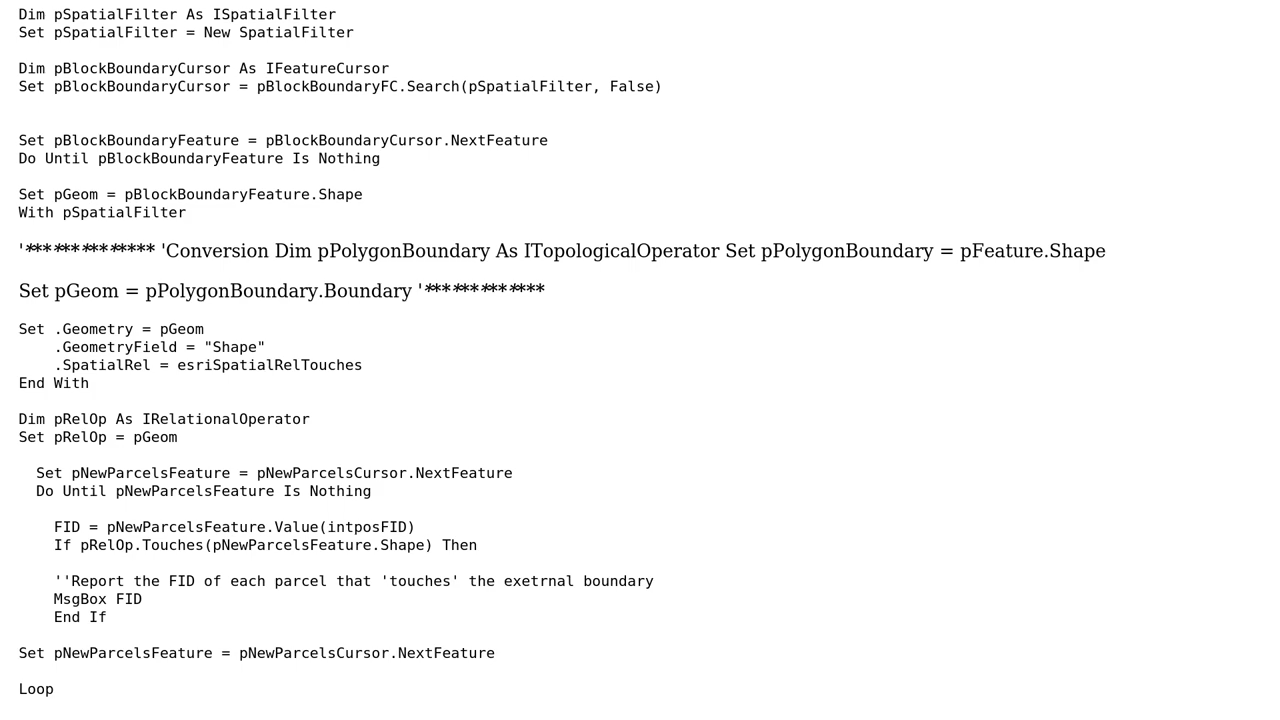 Dim pSpatialFilter As ISpatialFilter
Set pSpatialFilter = New SpatialFilter
Dim pBlockBoundaryCursor As IFeatureCursor
Set pBlockBoundaryCursor = pBlockBoundaryFC.Search(pSpatialFilter, False)
Set pBlockBoundaryFeature = pBlockBoundaryCursor.NextFeature
Do Until pBlockBoundaryFeature Is Nothing
Set pGeom = pBlockBoundaryFeature.Shape
With pSpatialFilter
'**************** 'Conversion Dim pPolygonBoundary As ITopologicalOperator Set pPolygonBoundary = pFeature.Shape
Set pGeom = pPolygonBoundary.Boundary '***************
Set .Geometry = pGeom
    .GeometryField = "Shape"
    .SpatialRel = esriSpatialRelTouches
End With
Dim pRelOp As IRelationalOperator
Set pRelOp = pGeom
  Set pNewParcelsFeature = pNewParcelsCursor.NextFeature
  Do Until pNewParcelsFeature Is Nothing
    FID = pNewParcelsFeature.Value(intposFID)
    If pRelOp.Touches(pNewParcelsFeature.Shape) Then
    ''Report the FID of each parcel that 'touches' the exetrnal boundary
    MsgBox FID
    End If
Set pNewParcelsFeature = pNewParcelsCursor.NextFeature
Loop